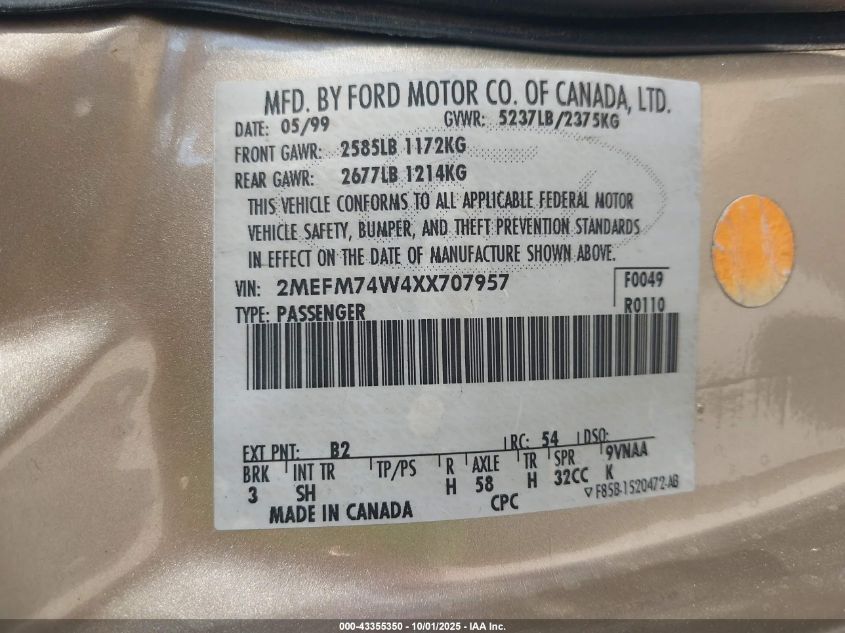 MFD. BY FORD MOTOR CO. OF CANADA, LTD.
DATE: 05/99 GVWR: 5237LB/2375KG
FRONT GAWR: 2585LB 1172KG
REAR GAWR: 2677LB 1214KG
THIS VEHICLE CONFORMS TO ALL APPLICABLE FEDERAL MOTOR
VEHICLE SAFETY, BUMPER, AND THEFT PREVENTION STANDARDS
IN EFFECT ON THE DATE OF MANUFACTURE SHOWN ABOVE.
VIN: 2MEFM74W4XX707957 F0049
TYPE: PASSENGER R0110
EXT PNT: B2 RC: 54 DSO:
BRK INT TR TP/PS R AXLE TR SPR 9VNAA
3 SH H 58 H 32CC K
▽F85B-1520472-AB
MADE IN CANADA CPC
000-43355350 • 10/01/2025 - IAA Inc.